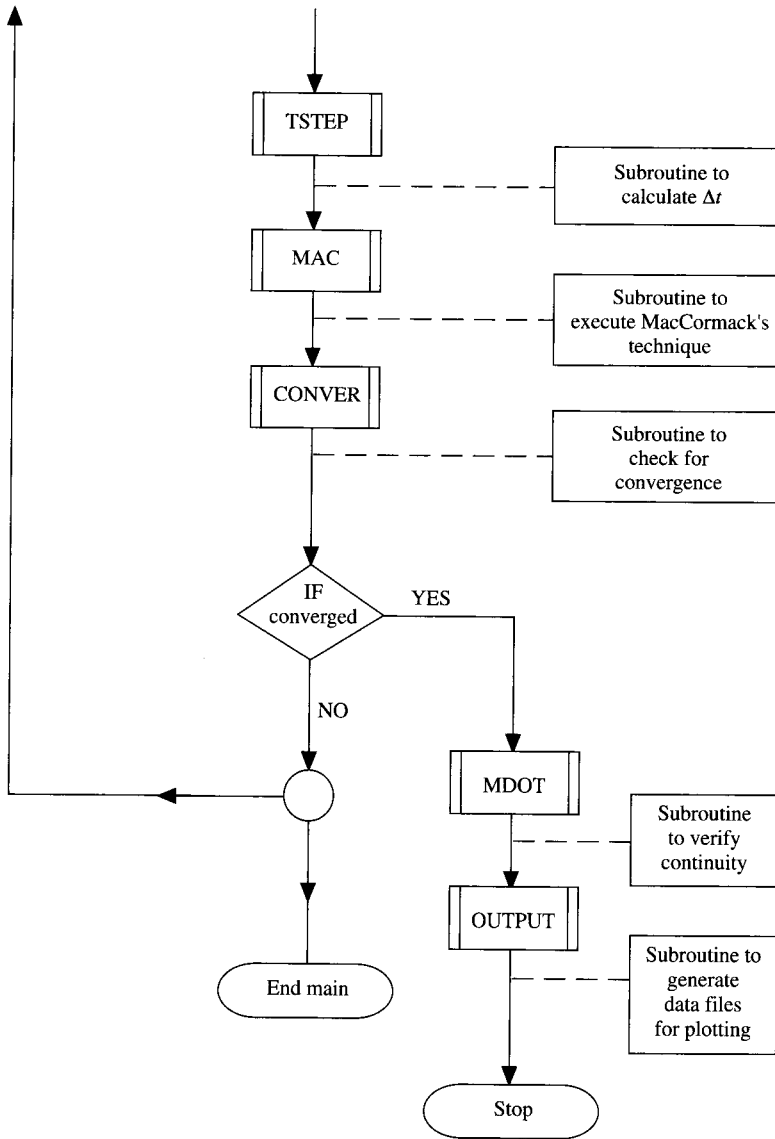 TSTEP
Subroutine to
calculate Δt
MAC
Subroutine to
execute MacCormack's
technique
CONVER
Subroutine to
check for
convergence
IF
converged
YES
NO
MDOT
Subroutine
to verify
continuity
OUTPUT
Subroutine to
generate
data files
for plotting
End main
Stop